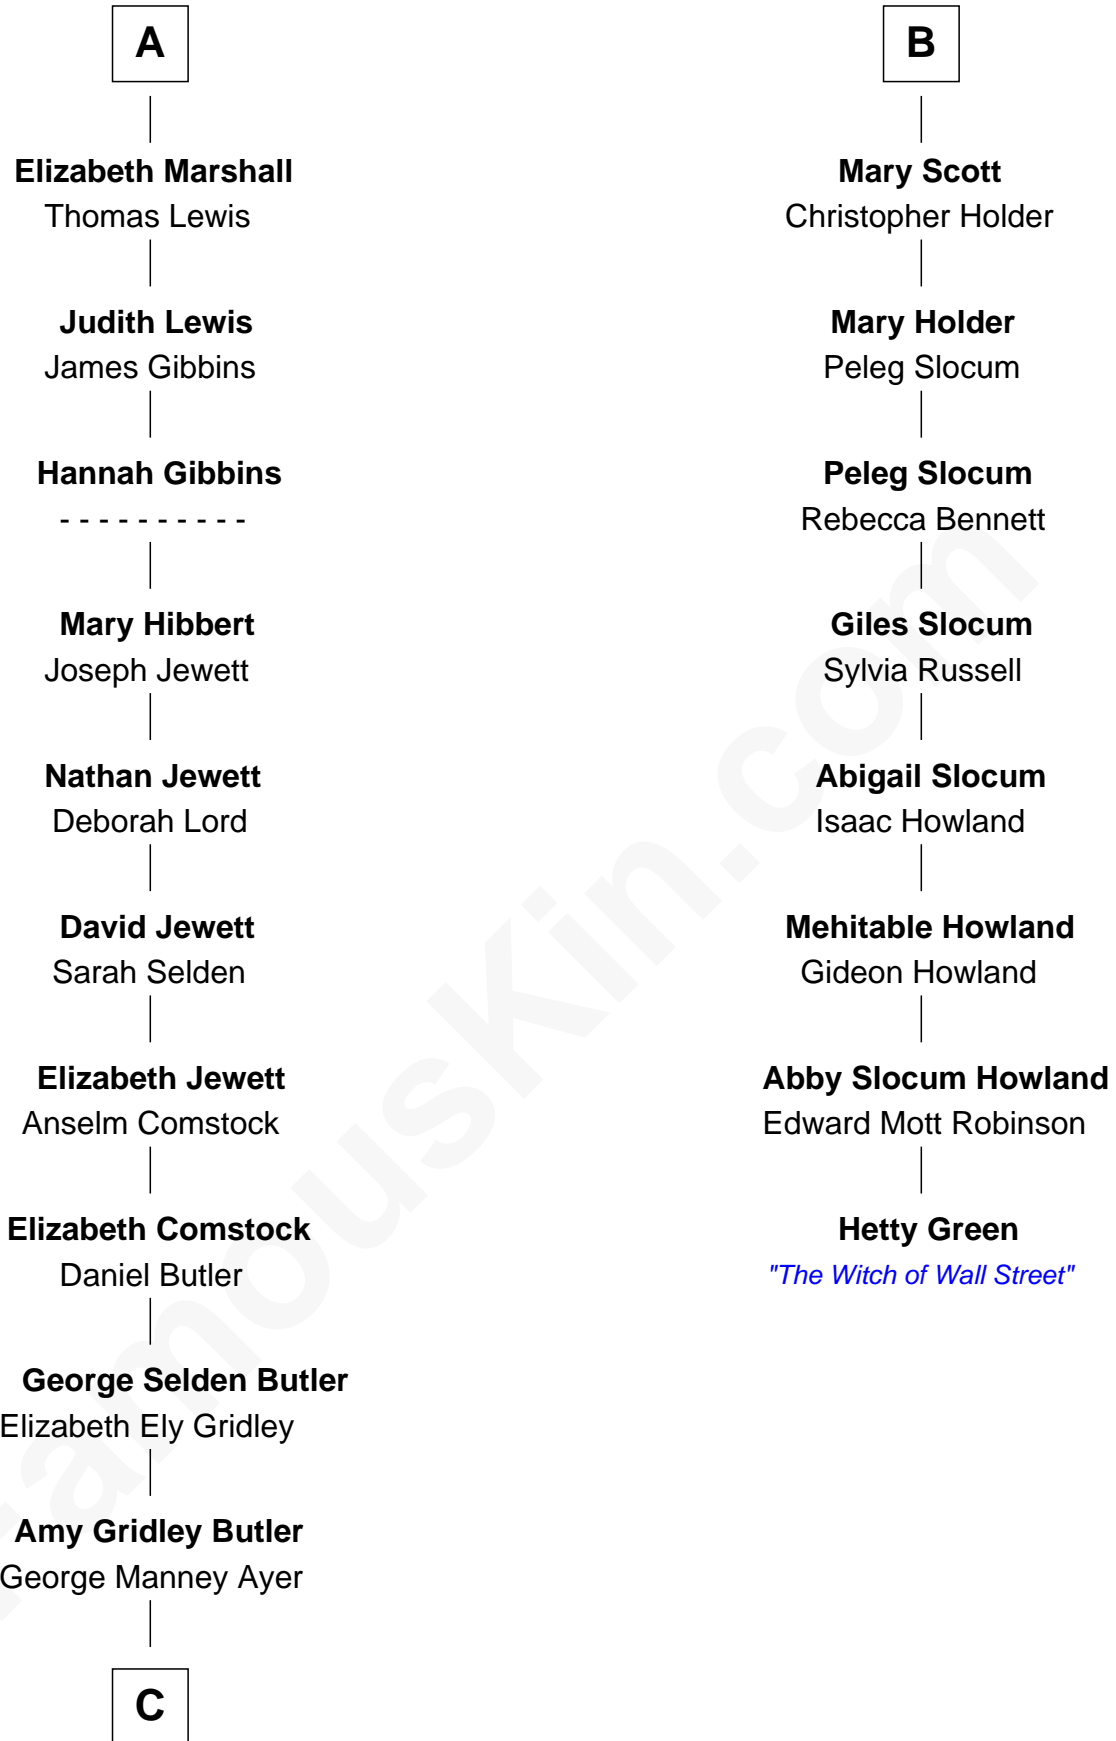 A
Elizabeth Marshall
Thomas Lewis
Judith Lewis
James Gibbins
Hannah Gibbins
- - - - - - - - - -
Mary Hibbert
Joseph Jewett
Nathan Jewett
Deborah Lord
David Jewett
Sarah Selden
Elizabeth Jewett
Anselm Comstock
Elizabeth Comstock
Daniel Butler
George Selden Butler
Elizabeth Ely Gridley
Amy Gridley Butler
George Manney Ayer
C
B
Mary Scott
Christopher Holder
Mary Holder
Peleg Slocum
Peleg Slocum
Rebecca Bennett
Giles Slocum
Sylvia Russell
Abigail Slocum
Isaac Howland
Mehitable Howland
Gideon Howland
Abby Slocum Howland
Edward Mott Robinson
Hetty Green
"The Witch of Wall Street"
FamousKin.com